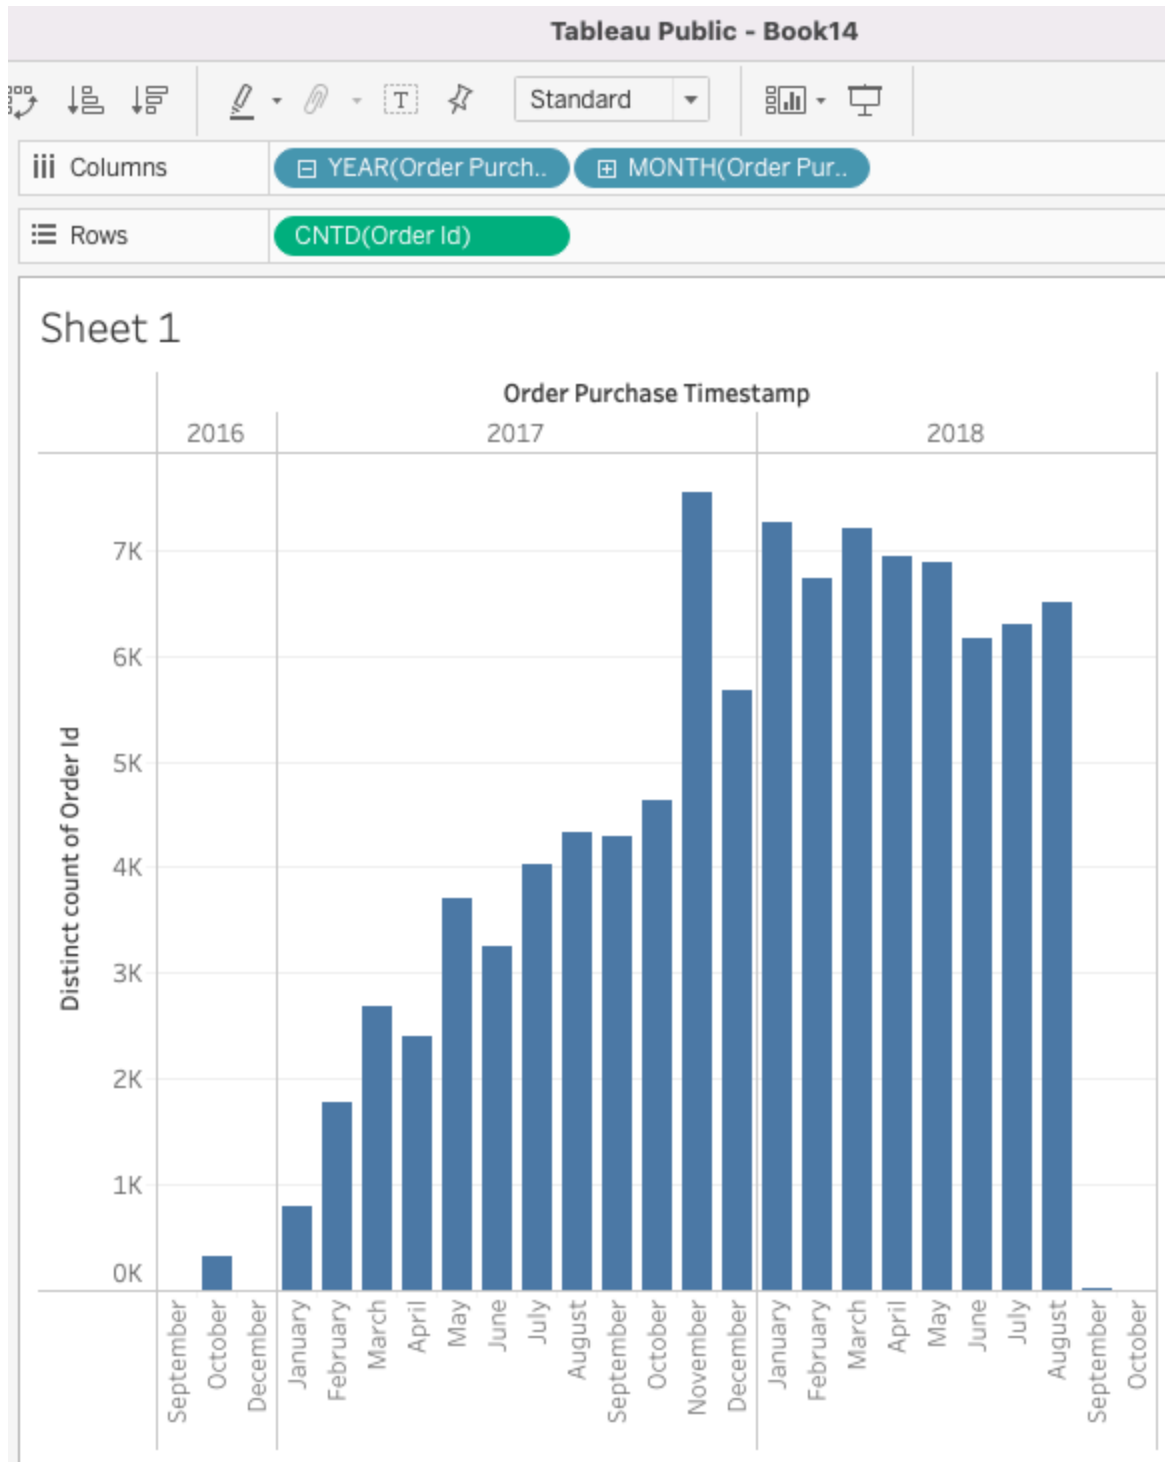 Tableau Public - Book14
T
Standard
Columns
YEAR(Order Purch..
MONTH(Order Pur..
Rows
CNTD(Order Id)
Sheet 1
Order Purchase Timestamp
2016
2017
2018
Distinct count of Order Id
7K
6K
5K
4K
3K
2K
1K
0K
September
October
December
January
February
March
April
May
June
July
August
September
October
November
December
January
February
March
April
May
June
July
August
September
October